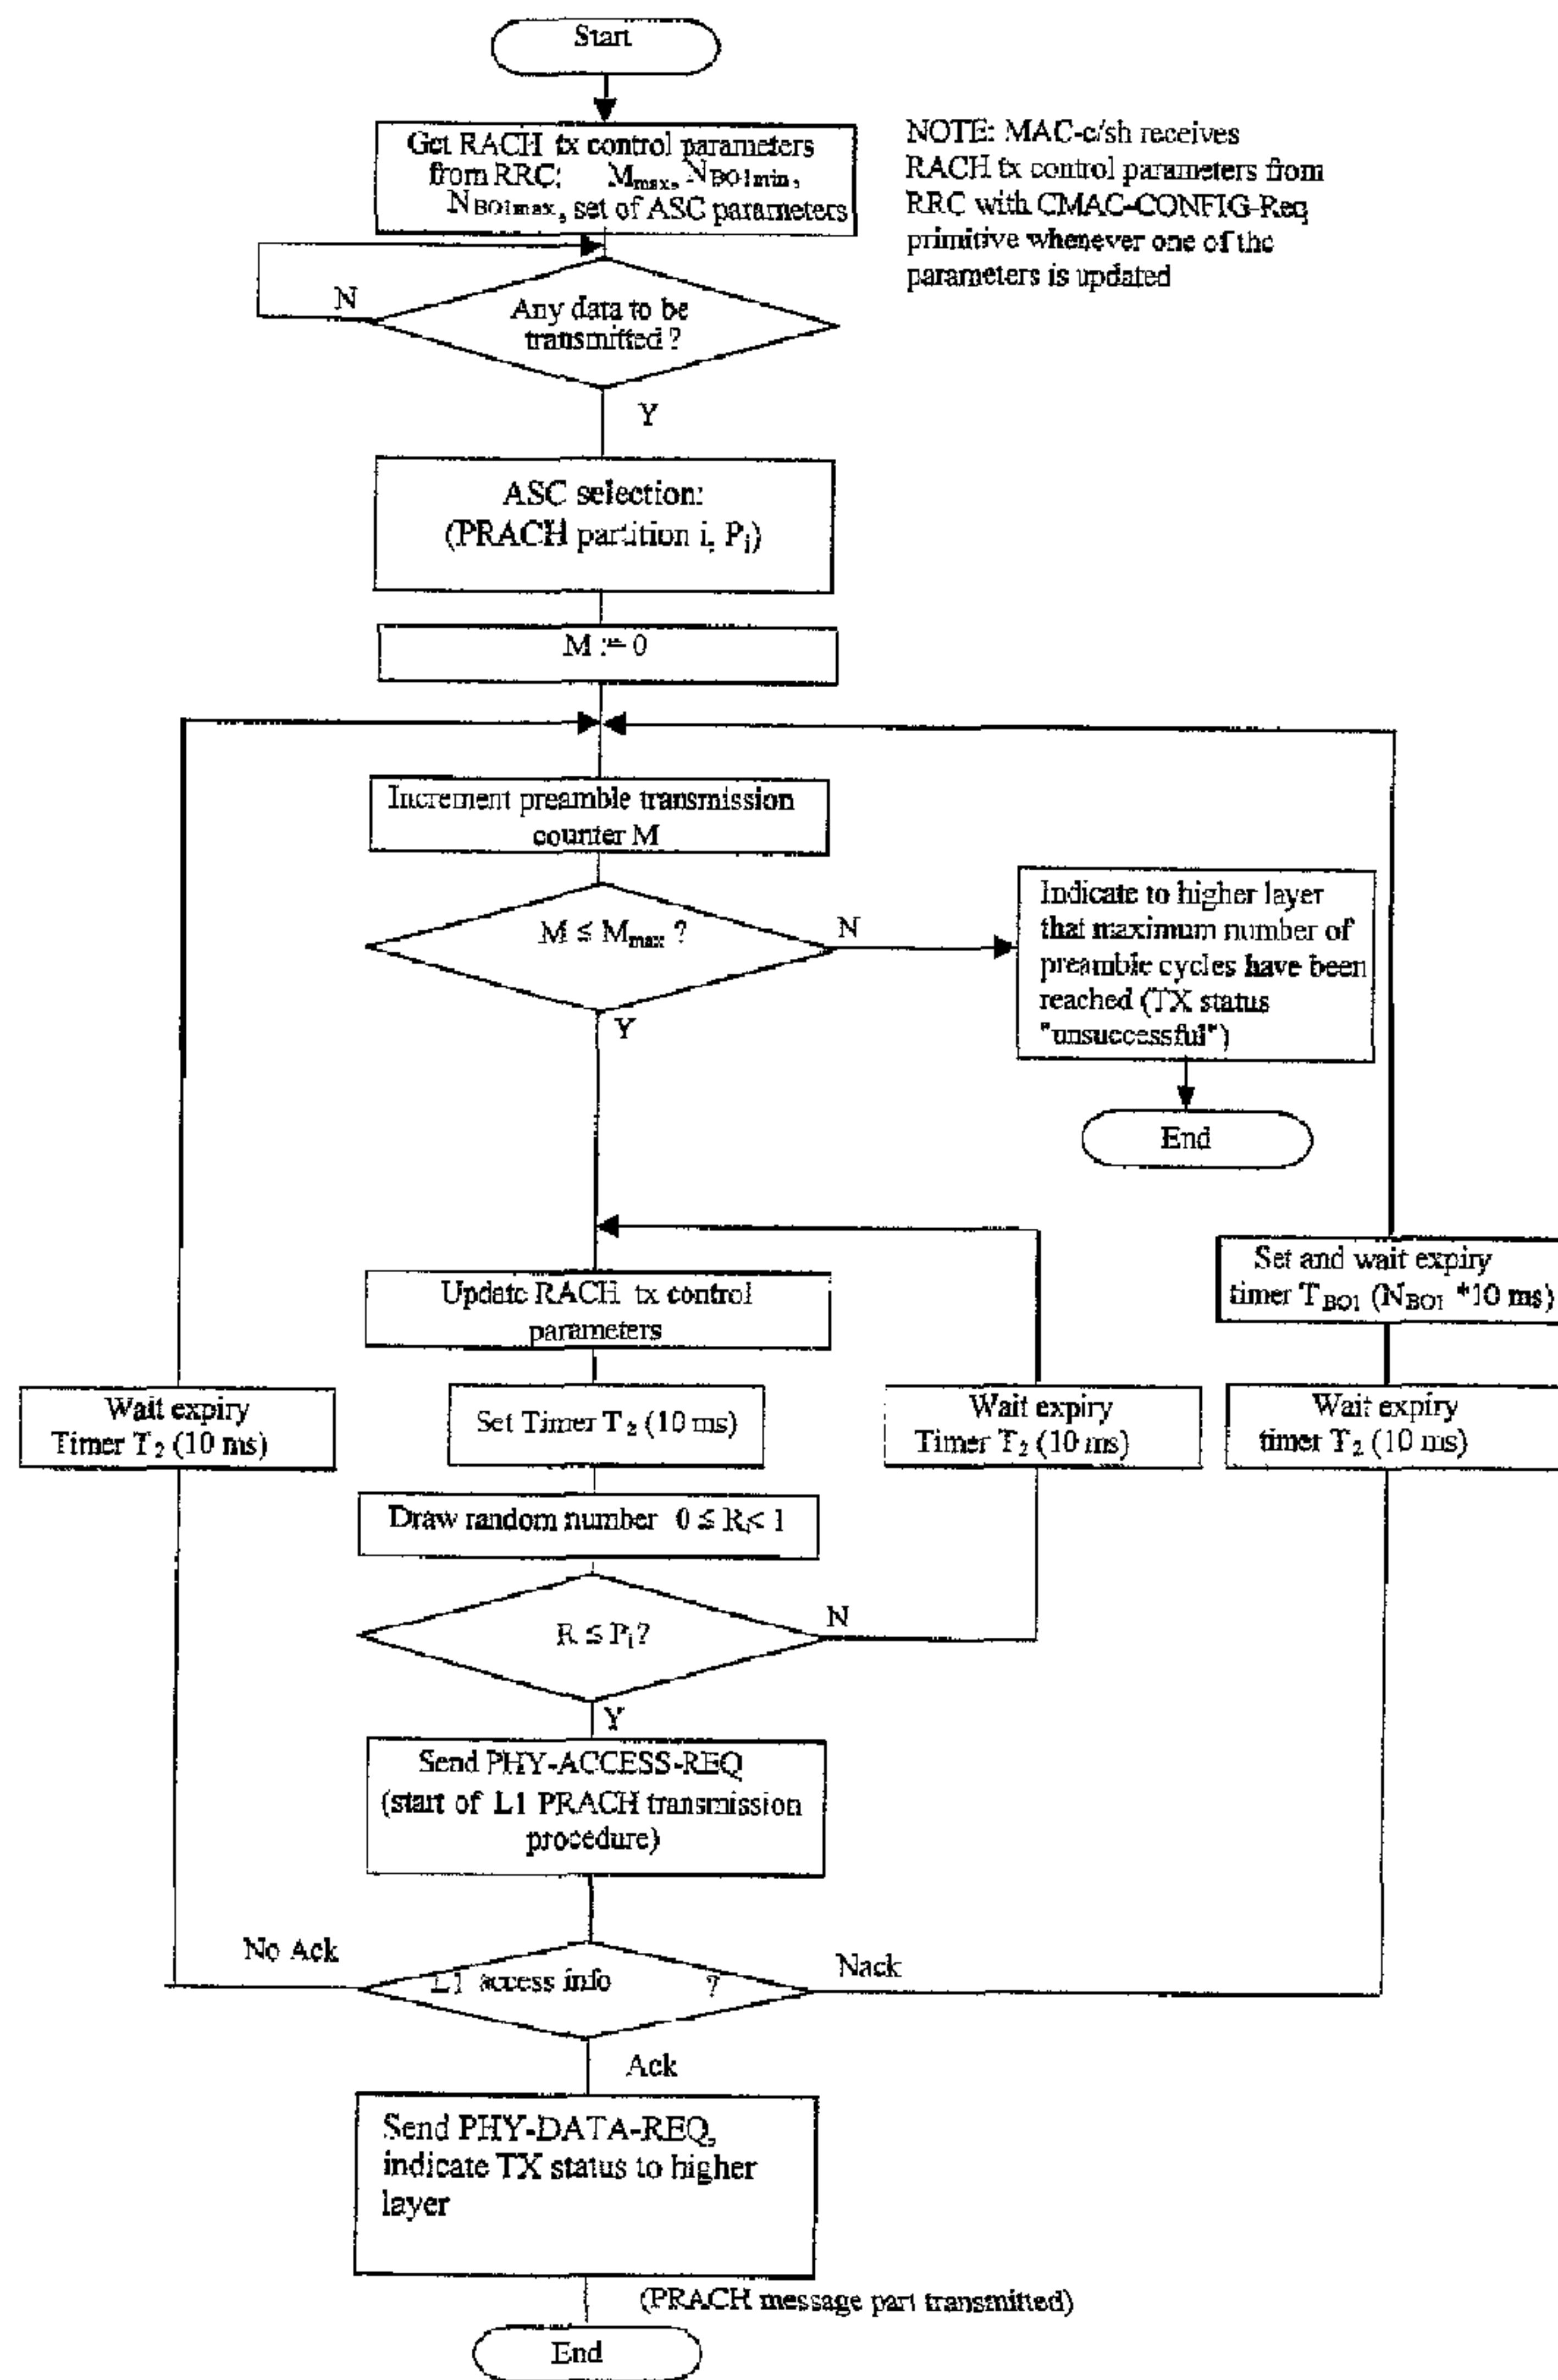 Start
Get RACH tx control parameters
from RRC: Mmax, NBO1min,
NBO1max, set of ASC parameters
NOTE: MAC-c/sh receives
RACH tx control parameters from
RRC with CMAC-CONFIG-Req
primitive whenever one of the
parameters is updated
N
Any data to be
transmitted ?
Y
ASC selection:
(PRACH partition i, Pi)
M := 0
Increment preamble transmission
counter M
M ≤ Mmax ?
N
Indicate to higher layer
that maximum number of
preamble cycles have been
reached (TX status
"unsuccessful")
Y
End
Update RACH tx control
parameters
Set and wait expiry
timer TBO1 (NBO1 *10 ms)
Wait expiry
Timer T2 (10 ms)
Set Timer T2 (10 ms)
Wait expiry
Timer T2 (10 ms)
Wait expiry
timer T2 (10 ms)
Draw random number 0 ≤ Ri< 1
R ≤ Pi?
N
Y
Send PHY-ACCESS-REQ
(start of L1 PRACH transmission
procedure)
No Ack
L1 access info ?
Nack
Ack
Send PHY-DATA-REQ,
indicate TX status to higher
layer
(PRACH message part transmitted)
End